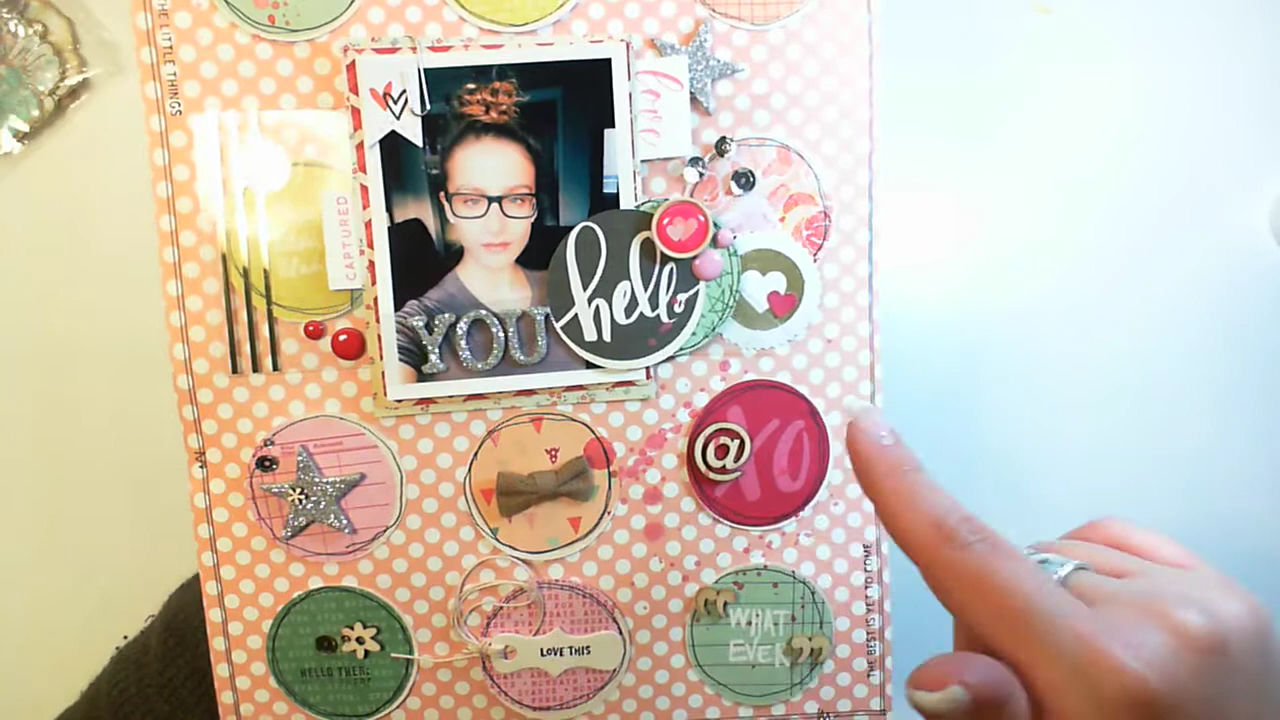 THE LITTLE THINGS
love
CAPTURED
hello
YOU
@
XO
THE BEST IS YET TO COME
HELLO THERE
LOVE THIS
“WHAT
EVER”